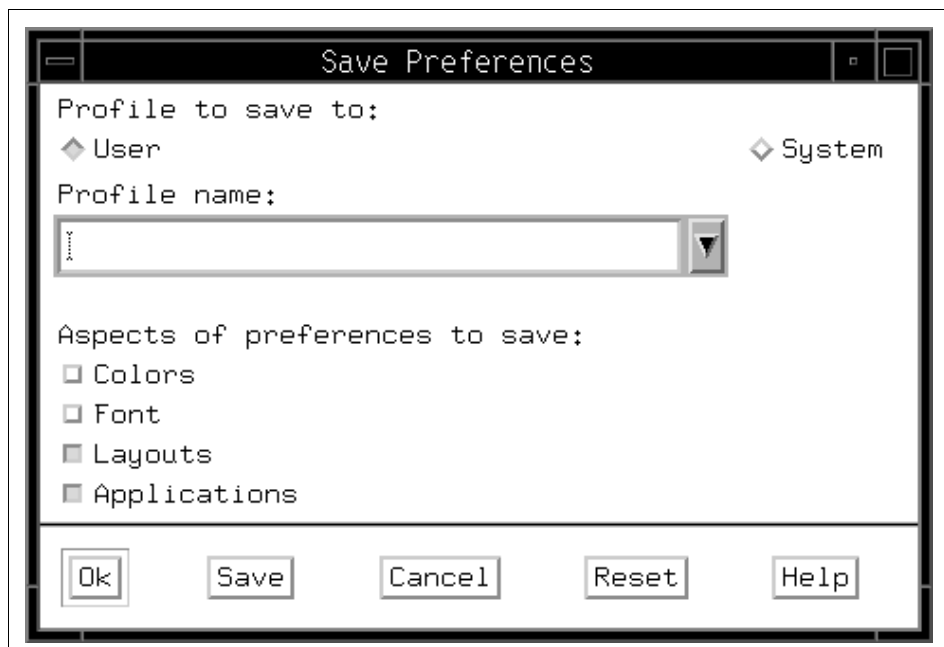 Save Preferences
Profile to save to:
User System
Profile name:
Aspects of preferences to save:
Colors
Font
Layouts
Applications
Ok Save Cancel Reset Help